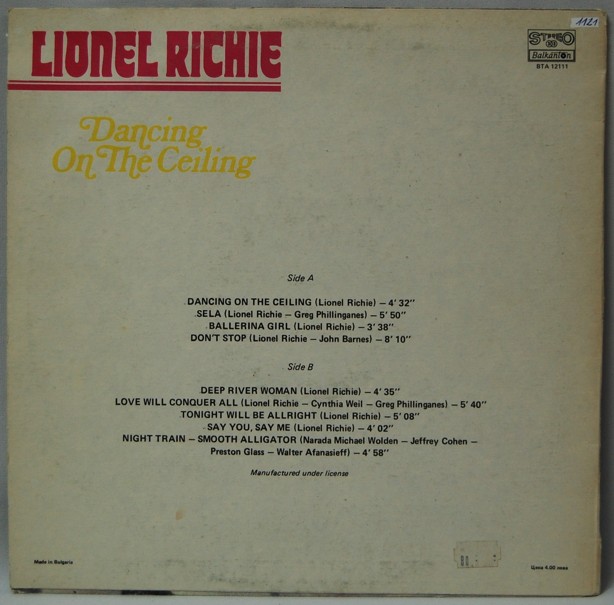 1121
LIONEL RICHIE
STEREO
Balkanton
BTA 12111
Dancing
On The Ceiling
Side A
DANCING ON THE CEILING (Lionel Richie) – 4' 32"
SELA (Lionel Richie – Greg Phillinganes) – 5' 50"
BALLERINA GIRL (Lionel Richie) – 3' 38"
DON'T STOP (Lionel Richie – John Barnes) – 8' 10"
Side B
DEEP RIVER WOMAN (Lionel Richie) – 4' 35"
LOVE WILL CONQUER ALL (Lionel Richie – Cynthia Weil – Greg Phillinganes) – 5' 40"
TONIGHT WILL BE ALLRIGHT (Lionel Richie) – 5' 08"
SAY YOU, SAY ME (Lionel Richie) – 4' 02"
NIGHT TRAIN – SMOOTH ALLIGATOR (Narada Michael Wolden – Jeffrey Cohen –
Preston Glass – Walter Afanasieff) – 4' 58"
Manufactured under license
Made in Bulgaria
Цена 4.00 лева